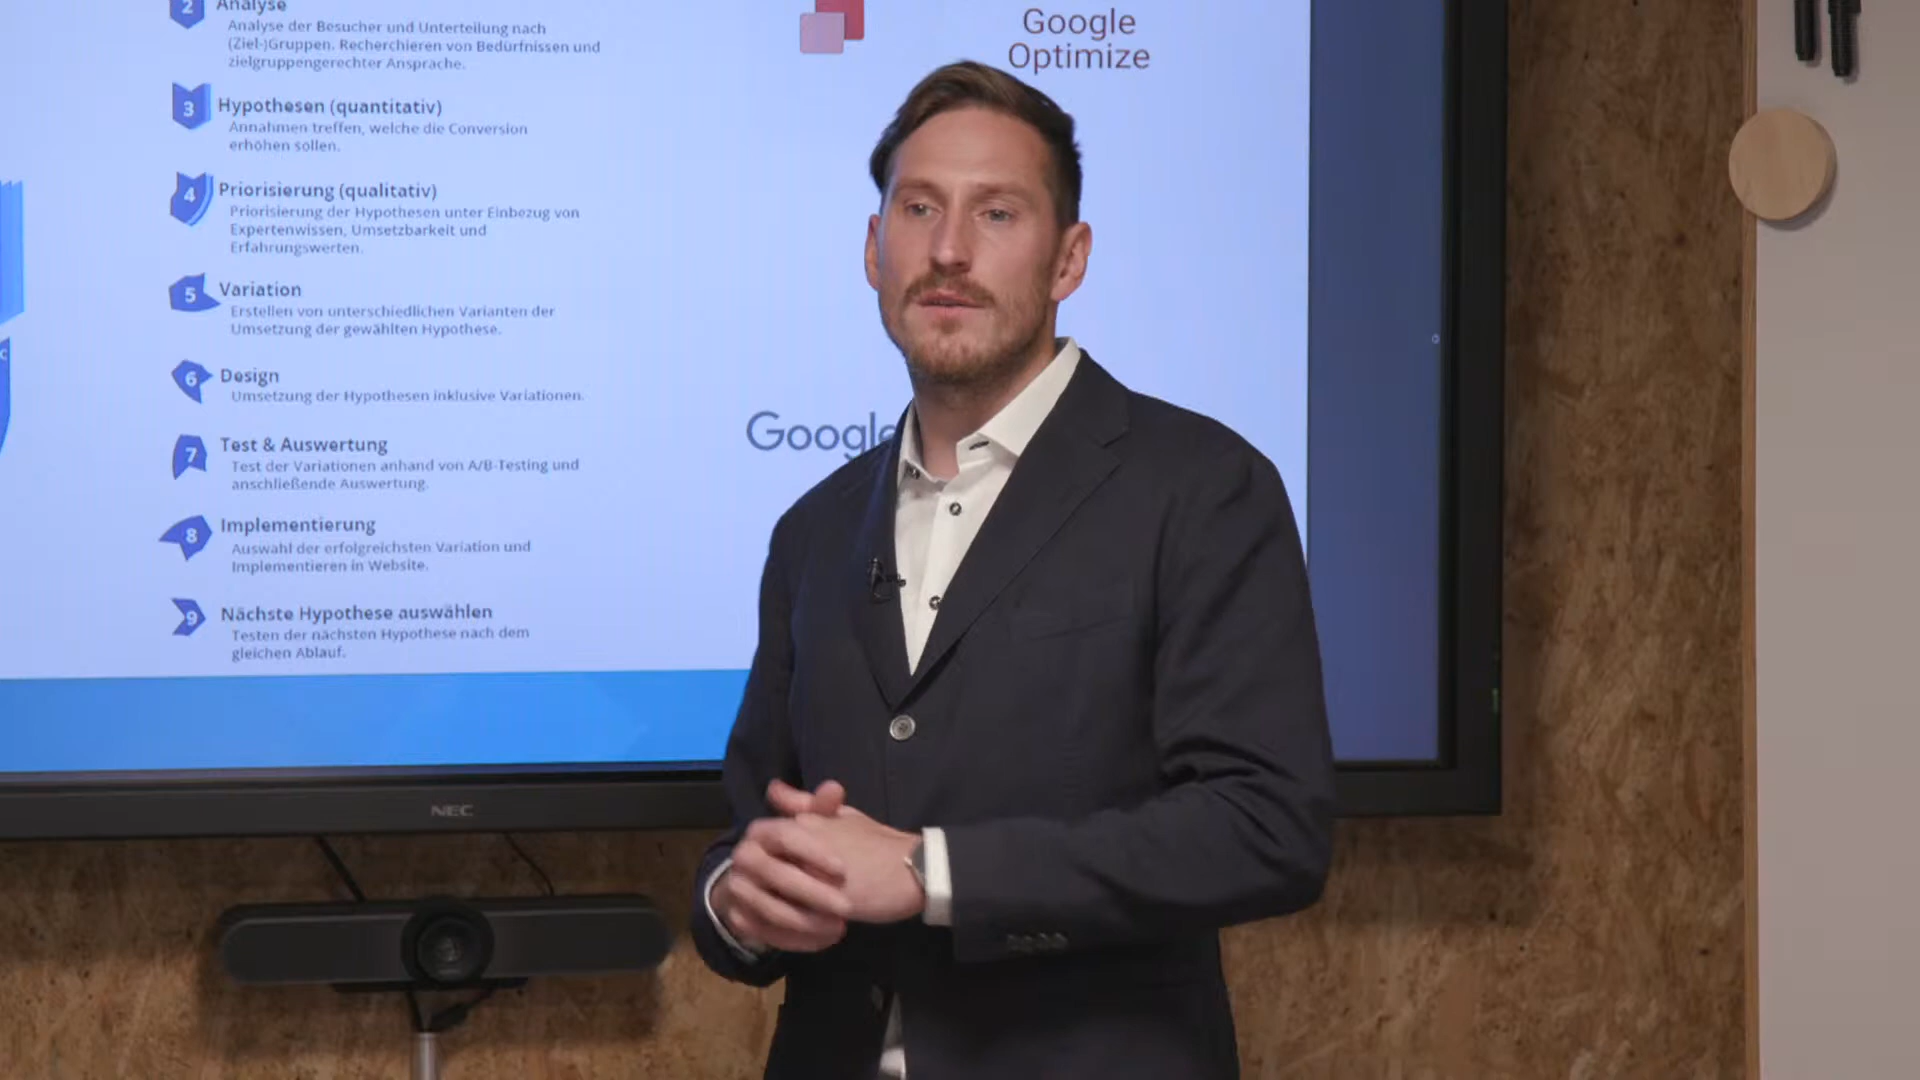 2 Analyse
Analyse der Besucher und Unterteilung nach
(Ziel-)Gruppen. Recherchieren von Bedürfnissen und
zielgruppengerechter Ansprache.
3 Hypothesen (quantitativ)
Annahmen treffen, welche die Conversion
erhöhen sollen.
4 Priorisierung (qualitativ)
Priorisierung der Hypothesen unter Einbezug von
Expertenwissen, Umsetzbarkeit und
Erfahrungswerten.
5 Variation
Erstellen von unterschiedlichen Varianten der
Umsetzung der gewählten Hypothese.
6 Design
Umsetzung der Hypothesen inklusive Variationen.
7 Test & Auswertung
Test der Variationen anhand von A/B-Testing und
anschließende Auswertung.
8 Implementierung
Auswahl der erfolgreichsten Variation und
Implementieren in Website.
9 Nächste Hypothese auswählen
Testen der nächsten Hypothese nach dem
gleichen Ablauf.
Google
Optimize
Google
NEC